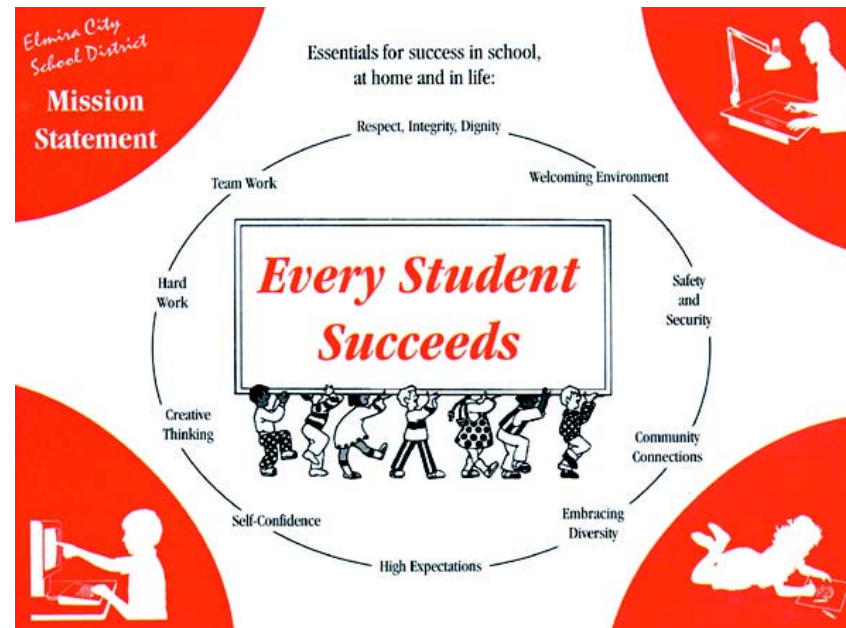 Elmira City
School District
Mission
Statement
Essentials for success in school,
at home and in life:
Respect, Integrity, Dignity
Welcoming Environment
Safety
and
Security
Community
Connections
Embracing
Diversity
High Expectations
Self-Confidence
Creative
Thinking
Hard
Work
Team Work
Every Student
Succeeds